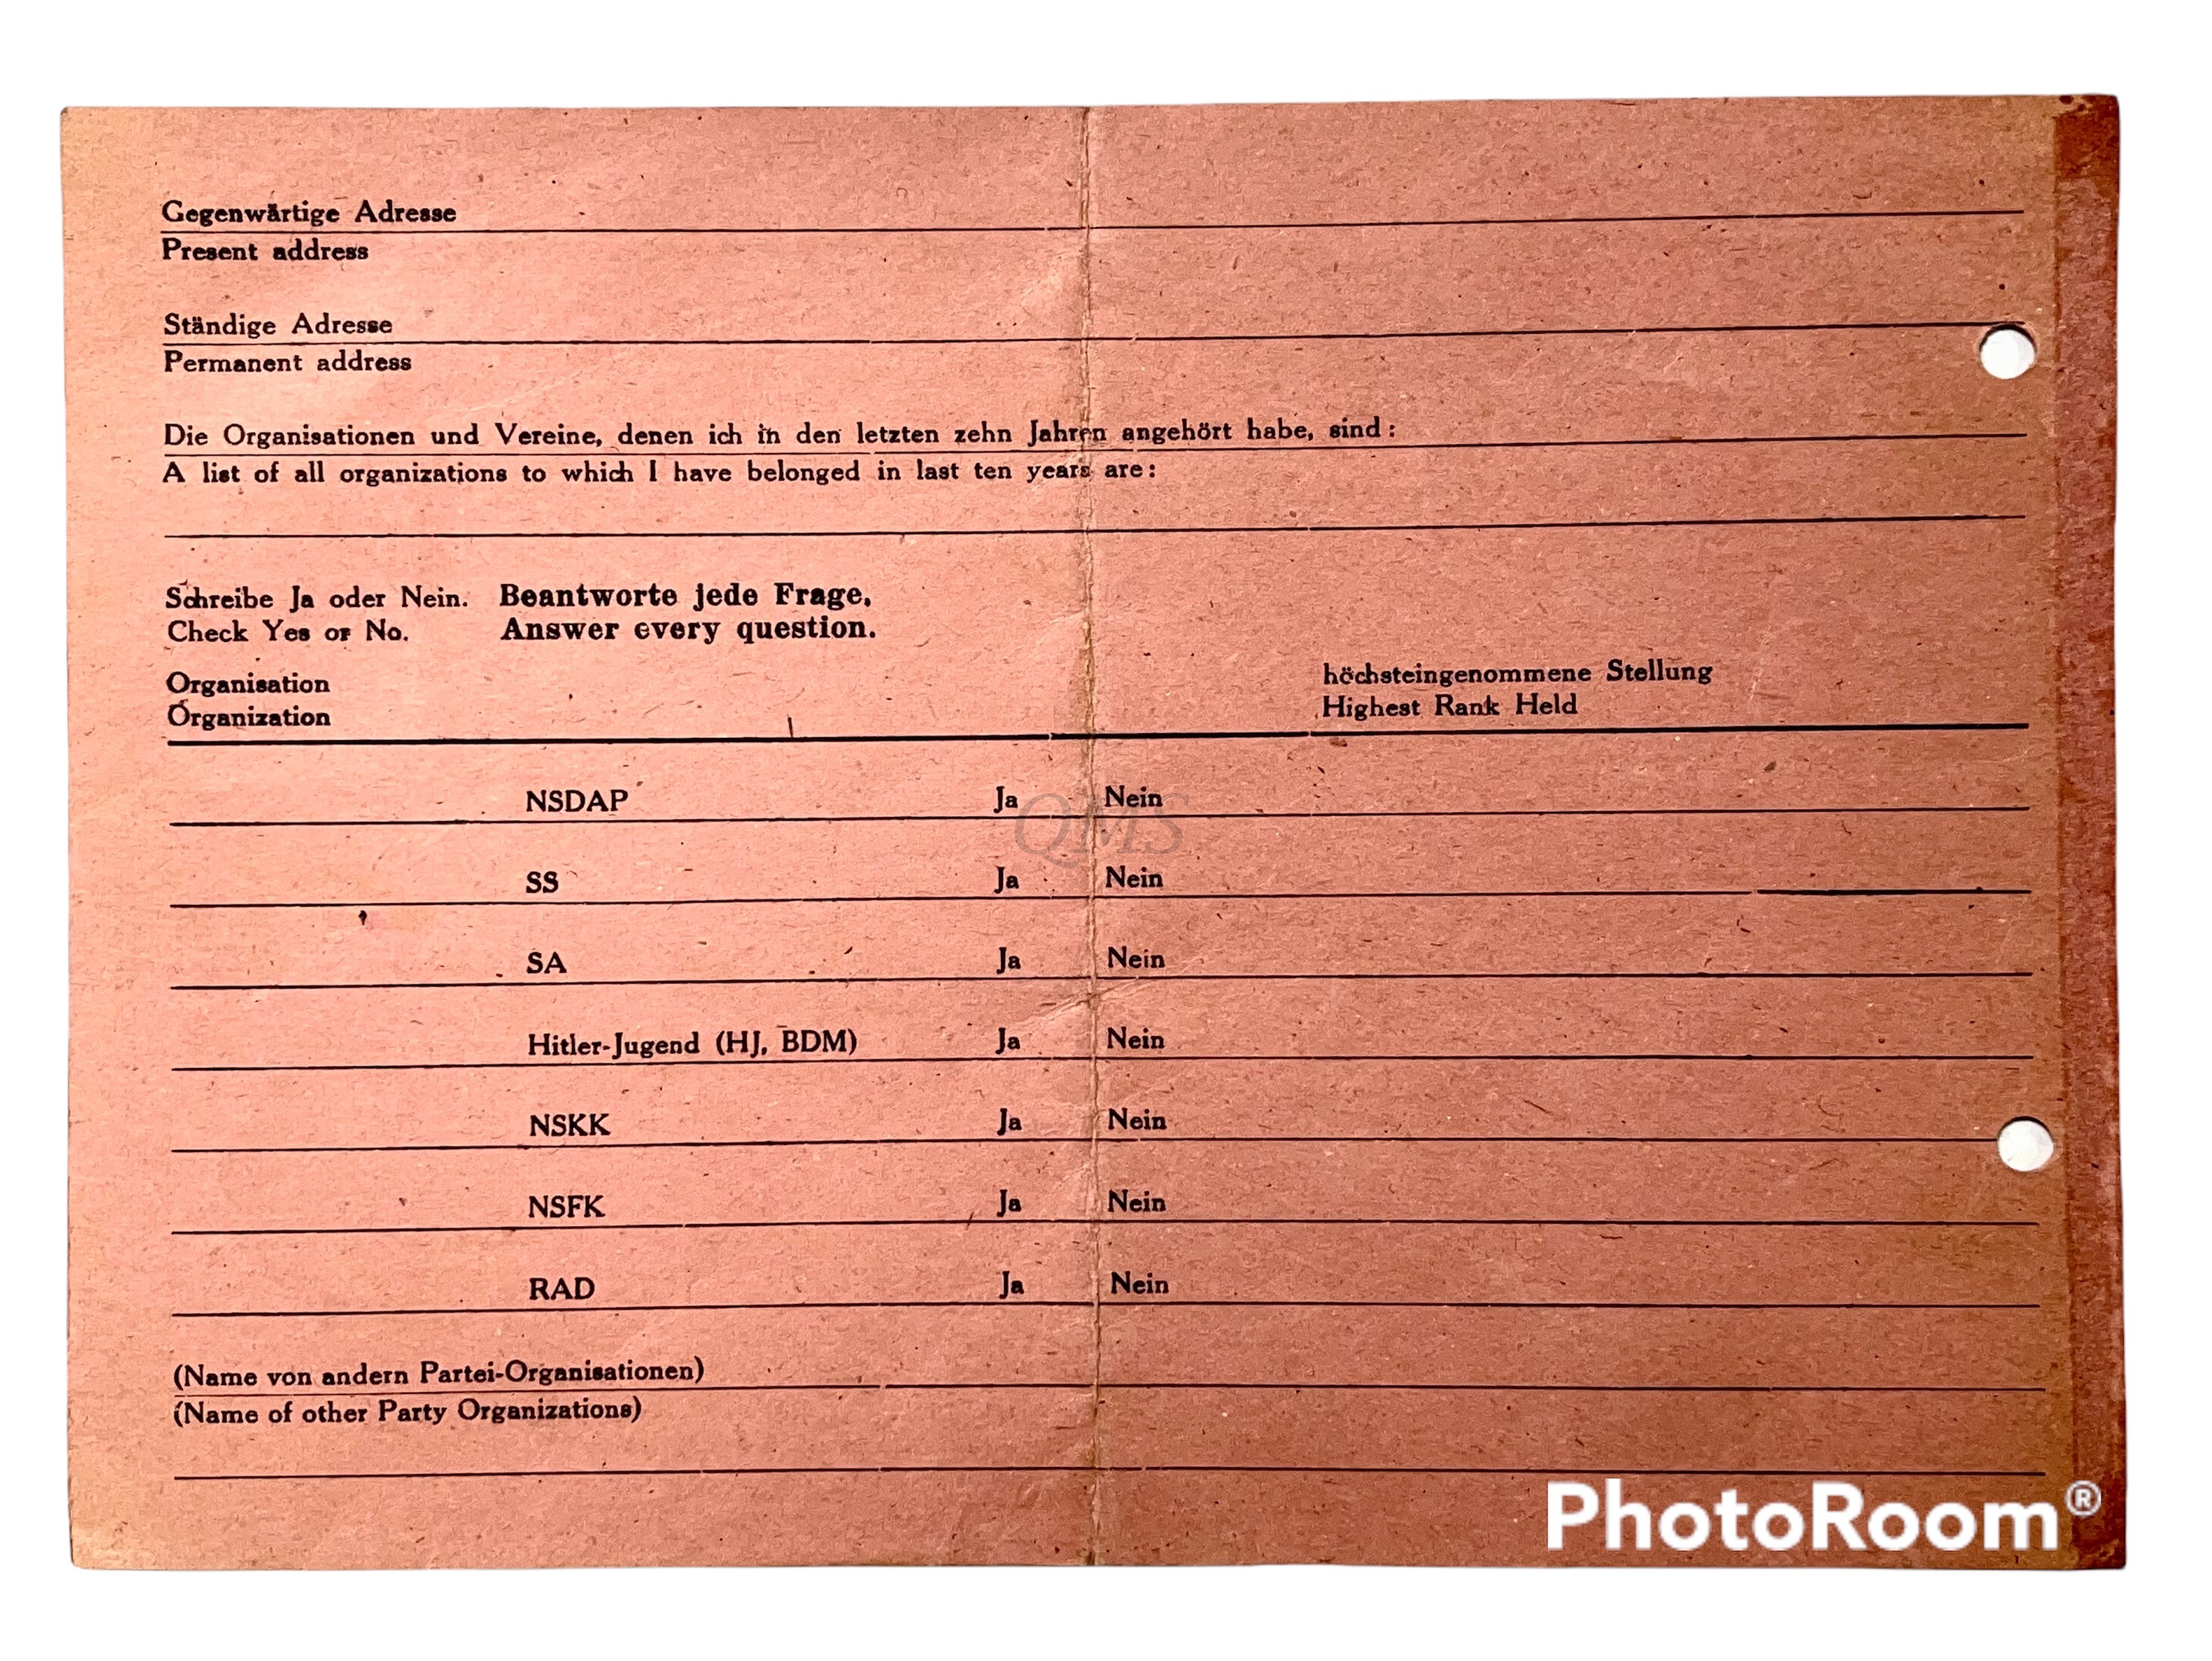 Gegenwärtige Adresse
Present address
Ständige Adresse
Permanent address
Die Organisationen und Vereine, denen ich in den letzten zehn Jahren angehört habe, sind :
A list of all organizations to which I have belonged in last ten years are :
Schreibe Ja oder Nein. Beantworte jede Frage.
Check Yes or No. Answer every question.
Organisation höchsteingenommene Stellung
Organization Highest Rank Held
NSDAP Ja Nein
QMS
SS Ja Nein
SA Ja Nein
Hitler-Jugend (HJ, BDM) Ja Nein
NSKK Ja Nein
NSFK Ja Nein
RAD Ja Nein
(Name von andern Partei-Organisationen)
(Name of other Party Organizations)
PhotoRoom®